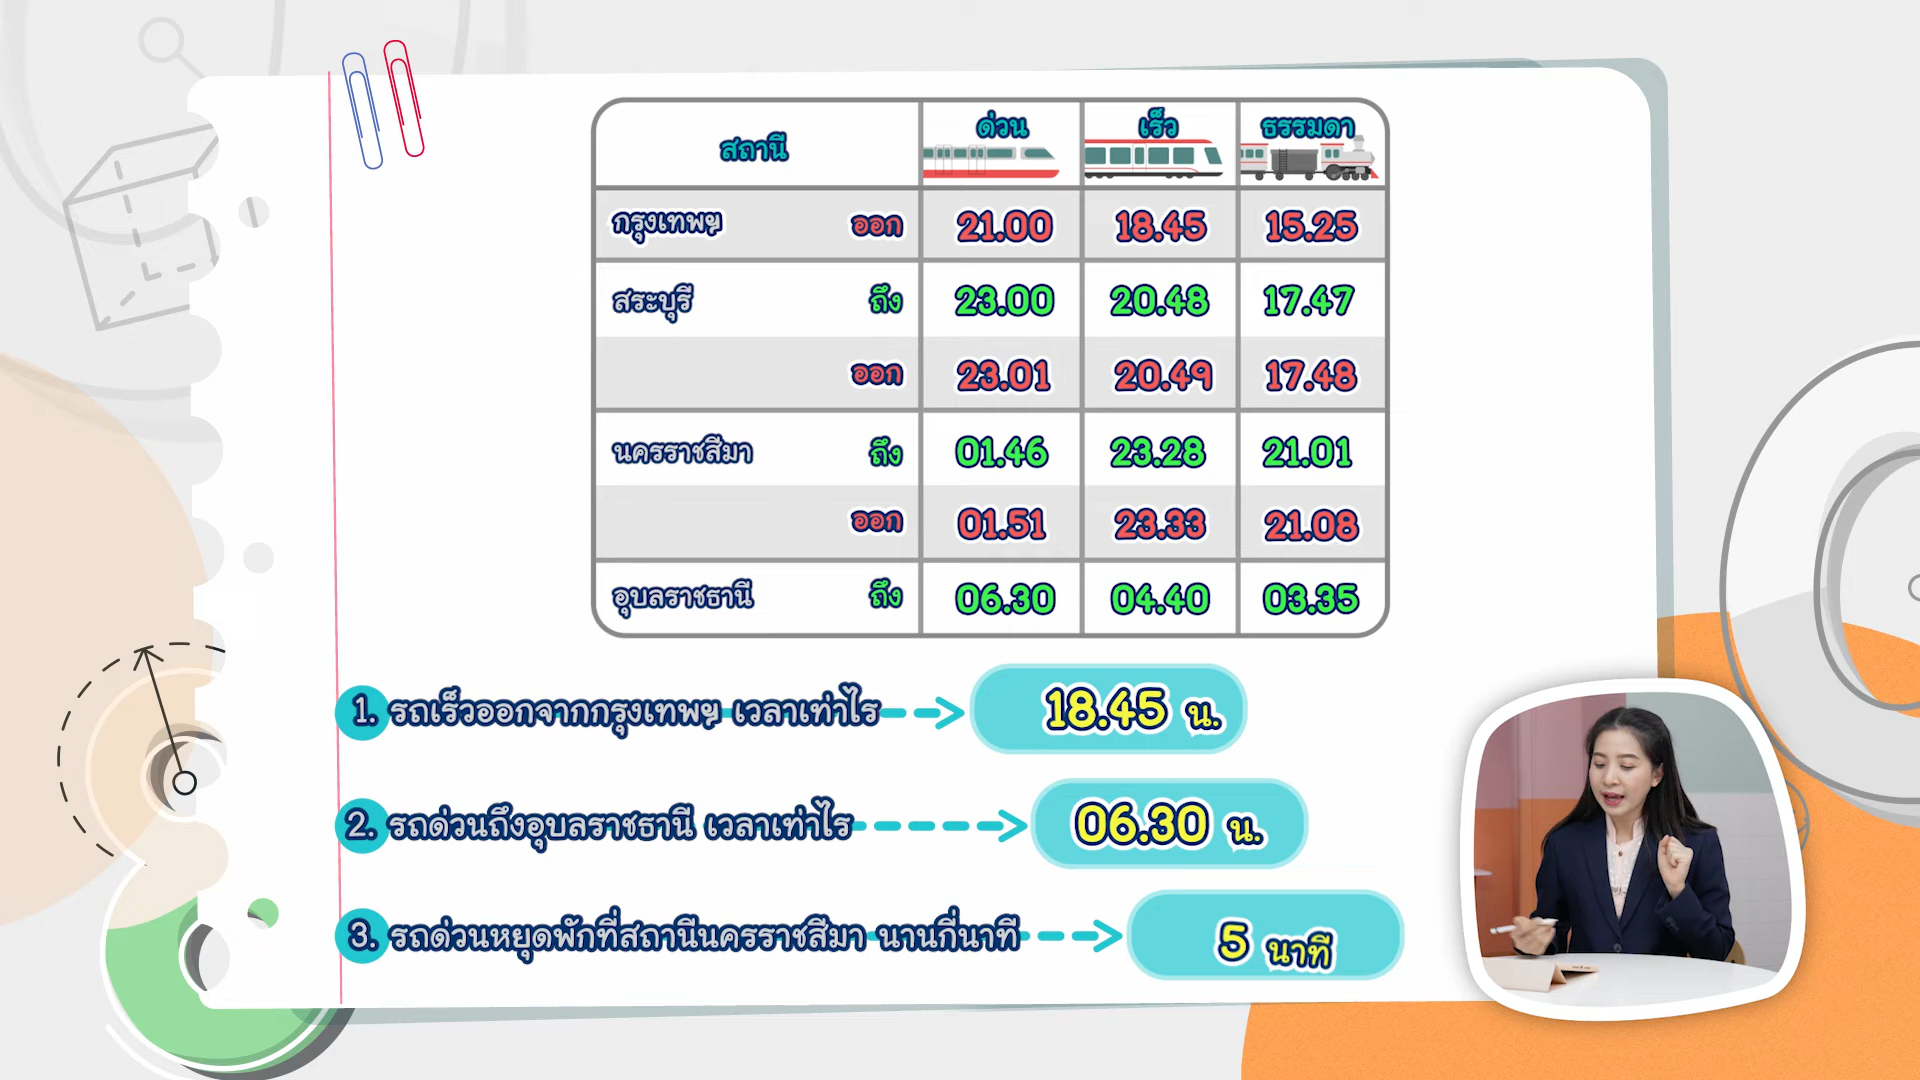 สถานี ด่วน เร็ว ธรรมดา
กรุงเทพฯ ออก 21.00 18.45 15.25
สระบุรี ถึง 23.00 20.48 17.47
ออก 23.01 20.49 17.48
นครราชสีมา ถึง 01.46 23.28 21.01
ออก 01.51 23.33 21.08
อุบลราชธานี ถึง 06.30 04.40 03.35
1. รถเร็วออกจากกรุงเทพฯ เวลาเท่าไร 18.45 น.
2. รถด่วนถึงอุบลราชธานี เวลาเท่าไร 06.30 น.
3. รถด่วนหยุดพักที่สถานีนครราชสีมา นานกี่นาที 5 นาที